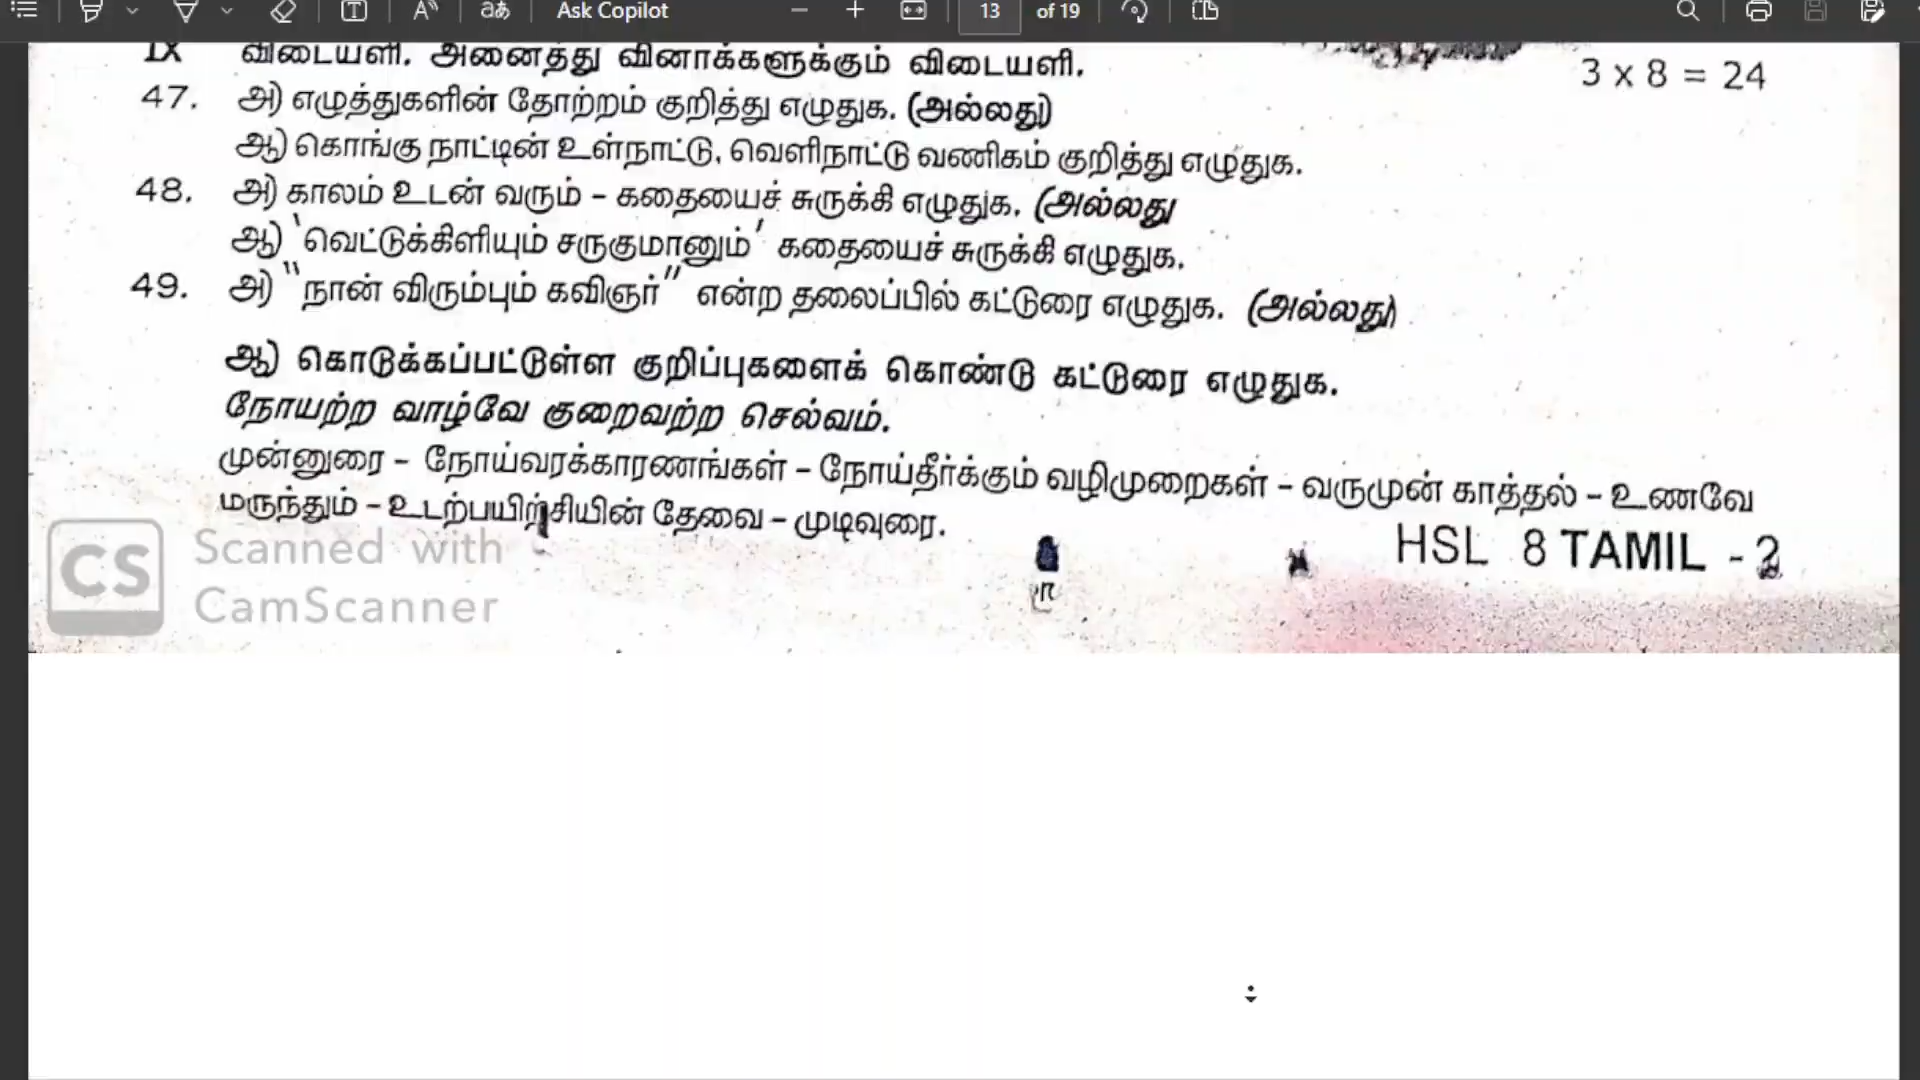 Ask Copilot
13 of 19
IX விடையளி. அனைத்து வினாக்களுக்கும் விடையளி. 3 x 8 = 24
47. அ) எழுத்துகளின் தோற்றம் குறித்து எழுதுக. (அல்லது)
ஆ) கொங்கு நாட்டின் உள்நாட்டு, வெளிநாட்டு வணிகம் குறித்து எழுதுக.
48. அ) காலம் உடன் வரும் – கதையைச் சுருக்கி எழுதுக. (அல்லது
ஆ) 'வெட்டுக்கிளியும் சருகுமானும்' கதையைச் சுருக்கி எழுதுக.
49. அ) "நான் விரும்பும் கவிஞர்" என்ற தலைப்பில் கட்டுரை எழுதுக. (அல்லது)
ஆ) கொடுக்கப்பட்டுள்ள குறிப்புகளைக் கொண்டு கட்டுரை எழுதுக.
நோயற்ற வாழ்வே குறைவற்ற செல்வம்.
முன்னுரை – நோய்வரக்காரணங்கள் – நோய்தீர்க்கும் வழிமுறைகள் – வருமுன் காத்தல் – உணவே
மருந்தும் – உடற்பயிற்சியின் தேவை – முடிவுரை.
HSL 8 TAMIL - 2
CS Scanned with
CamScanner